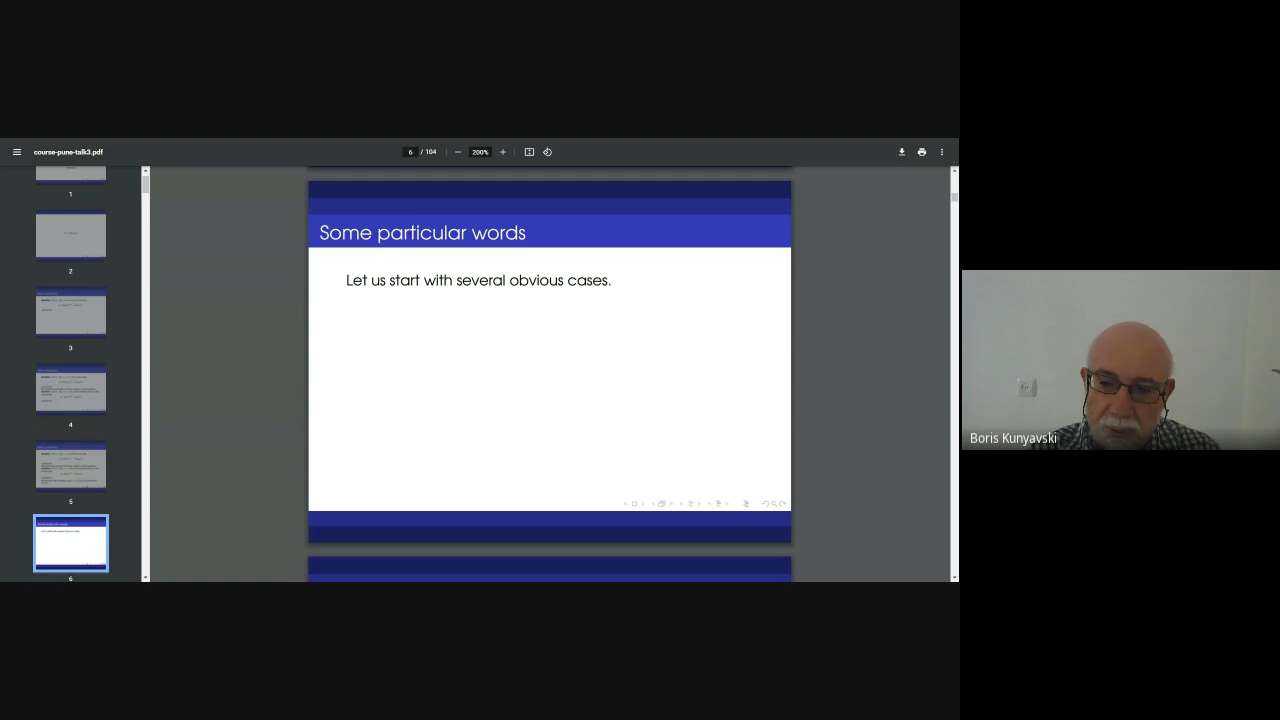 course-pune-talk3.pdf
6 / 104
200%
1
2
3
4
5
6
Some particular words
Let us start with several obvious cases.
Boris Kunyavski